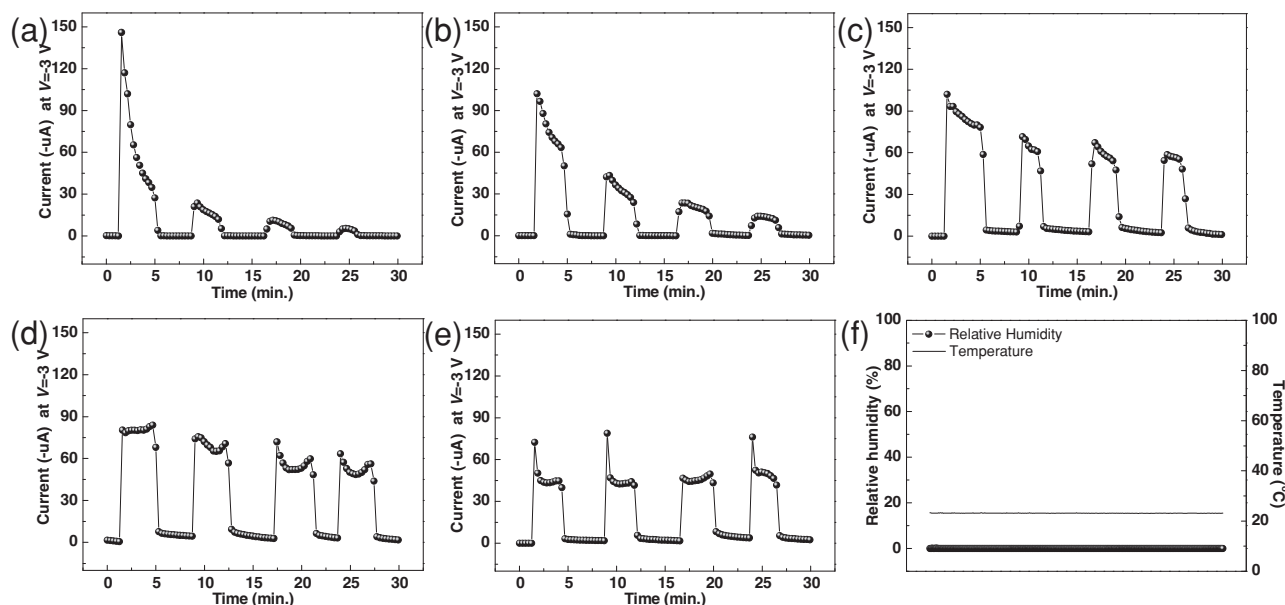 (a)
Current (-uA) at V=-3 V
150
120
90
60
30
0
0 5 10 15 20 25 30
Time (min.)
(b)
Current (-uA) at V=-3 V
150
120
90
60
30
0
0 5 10 15 20 25 30
Time (min.)
(c)
Current (-uA) at V=-3 V
150
120
90
60
30
0
0 5 10 15 20 25 30
Time (min.)
(d)
Current (-uA) at V=-3 V
150
120
90
60
30
0
0 5 10 15 20 25 30
Time (min.)
(e)
Current (-uA) at V=-3 V
150
120
90
60
30
0
0 5 10 15 20 25 30
Time (min.)
(f)
Relative Humidity
Temperature
Relative humidity (%)
100
80
60
40
20
0
100
80
60
40
20
0
Temperature (°C)